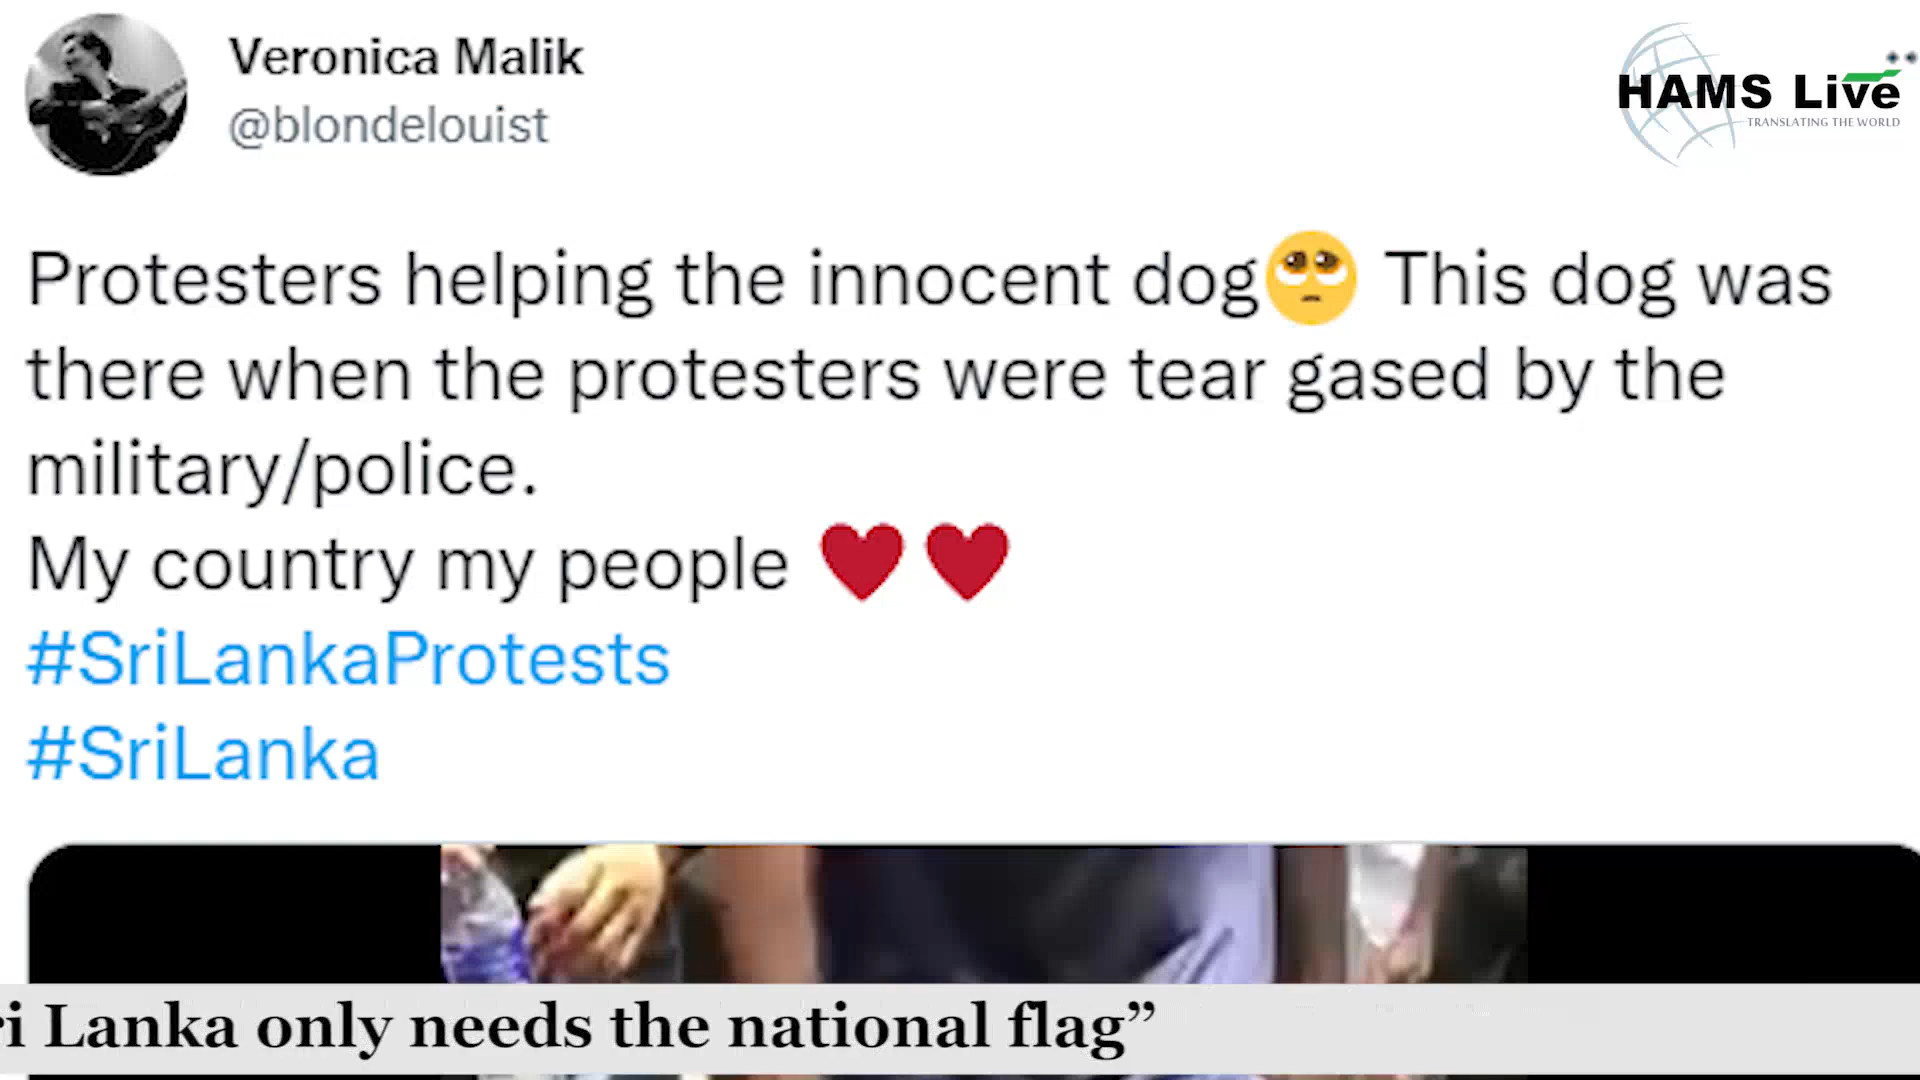 Veronica Malik
@blondelouist
HAMS Live
TRANSLATING THE WORLD
Protesters helping the innocent dog🥺 This dog was
there when the protesters were tear gased by the
military/police.
My country my people ♥♥
#SriLankaProtests
#SriLanka
ri Lanka only needs the national flag”